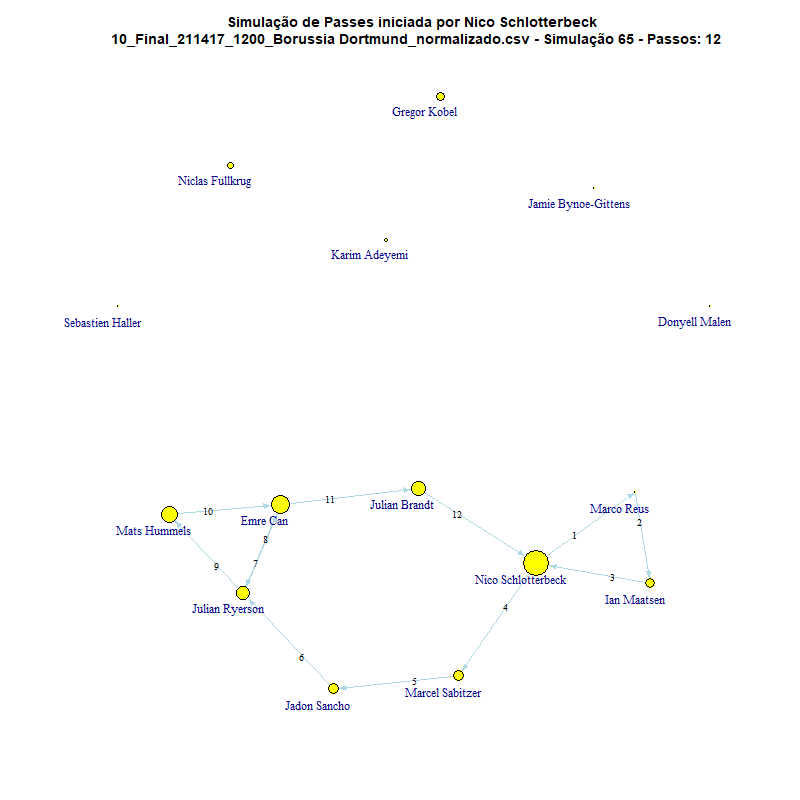 Simulação de Passes iniciada por Nico Schlotterbeck
10_Final_211417_1200_Borussia Dortmund_normalizado.csv - Simulação 65 - Passos: 12
Gregor Kobel
Niclas Fullkrug
Jamie Bynoe-Gittens
Karim Adeyemi
Sebastien Haller
Donyell Malen
11
Julian Brandt
Marco Reus
10
Emre Can
12
2
Mats Hummels
1
8
7
9
3
Nico Schlotterbeck
Ian Maatsen
Julian Ryerson
4
6
5
Marcel Sabitzer
Jadon Sancho